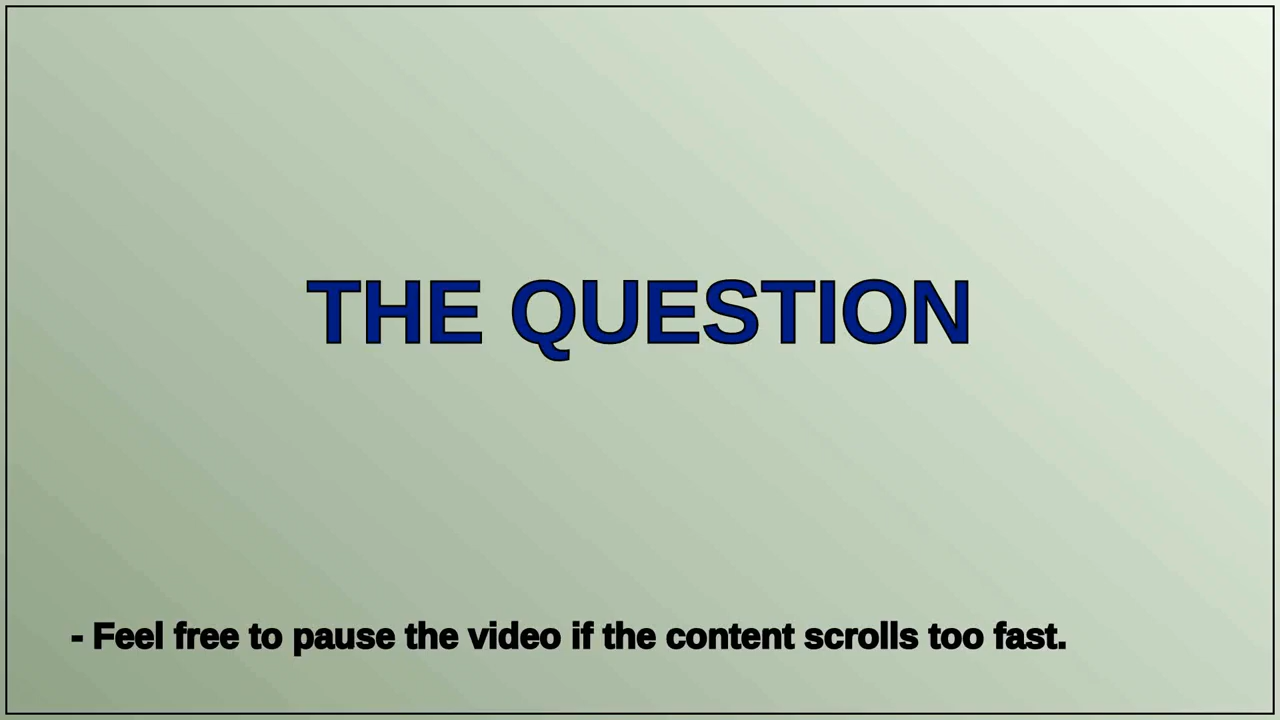 THE QUESTION
- Feel free to pause the video if the content scrolls too fast.